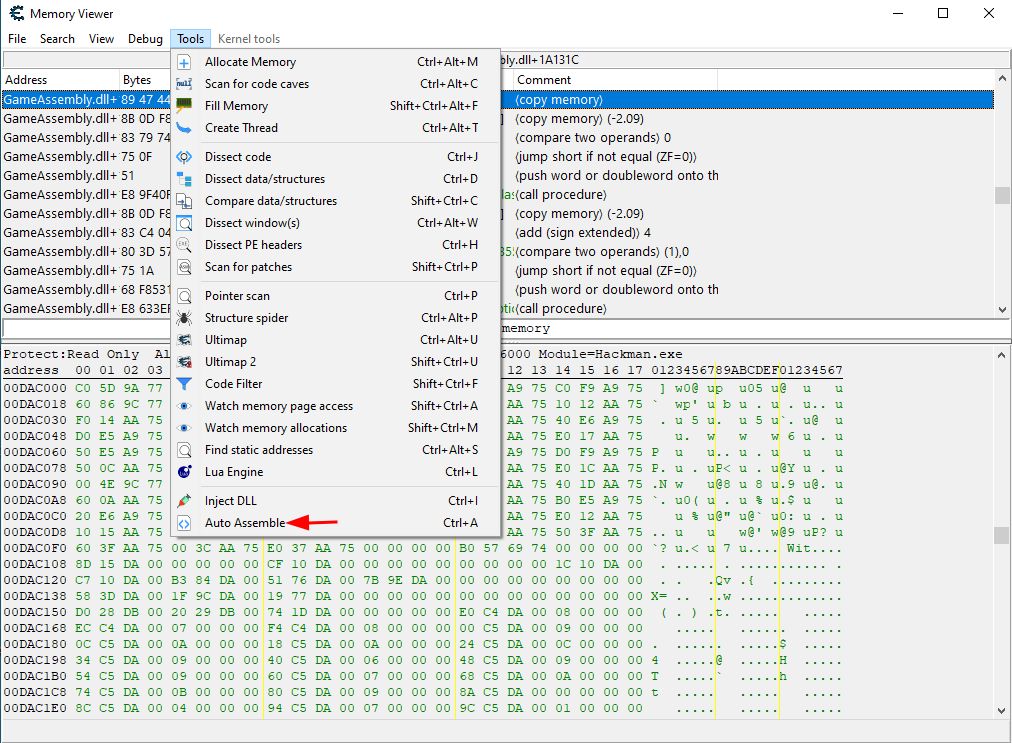 Memory Viewer
File Search View Debug Tools Kernel tools
bly.dll+1A131C
Address Bytes Comment
GameAssembly.dll+ 89 47 44 (copy memory)
GameAssembly.dll+ 8B 0D F8 (copy memory) (-2.09)
GameAssembly.dll+ 83 79 74 (compare two operands) 0
GameAssembly.dll+ 75 0F (jump short if not equal (ZF=0))
GameAssembly.dll+ 51 (push word or doubleword onto th
GameAssembly.dll+ E8 9F40F (call procedure)
GameAssembly.dll+ 8B 0D F8 (copy memory) (-2.09)
GameAssembly.dll+ 83 C4 04 (add (sign extended)) 4
GameAssembly.dll+ 80 3D 57 (compare two operands) (1),0
GameAssembly.dll+ 75 1A (jump short if not equal (ZF=0))
GameAssembly.dll+ 68 F8531 (push word or doubleword onto th
GameAssembly.dll+ E8 633EF (call procedure)
memory
Allocate Memory Ctrl+Alt+M
Scan for code caves Ctrl+Alt+C
Fill Memory Shift+Ctrl+Alt+F
Create Thread Ctrl+Alt+T
Dissect code Ctrl+J
Dissect data/structures Ctrl+D
Compare data/structures Shift+Ctrl+C
Dissect window(s) Ctrl+Alt+W
Dissect PE headers Ctrl+H
Scan for patches Shift+Ctrl+P
Pointer scan Ctrl+P
Structure spider Ctrl+Alt+P
Ultimap Ctrl+Alt+U
Ultimap 2 Shift+Ctrl+U
Code Filter Shift+Ctrl+F
Watch memory page access Shift+Ctrl+A
Watch memory allocations Shift+Ctrl+M
Find static addresses Ctrl+Alt+S
Lua Engine Ctrl+L
Inject DLL Ctrl+I
Auto Assemble Ctrl+A
Protect:Read Only Al 6000 Module=Hackman.exe
address 00 01 02 03 12 13 14 15 16 17 0123456789ABCDEF01234567
00DAC000 C0 5D 9A 77 A9 75 C0 F9 A9 75
00DAC018 60 86 9C 77 AA 75 10 12 AA 75
00DAC030 F0 14 AA 75 AA 75 40 E6 A9 75
00DAC048 D0 E5 A9 75 AA 75 E0 17 AA 75
00DAC060 50 E5 A9 75 A9 75 D0 F9 A9 75
00DAC078 50 0C AA 75 AA 75 E0 1C AA 75
00DAC090 00 4E 9C 77 AA 75 40 1D AA 75
00DAC0A8 60 0A AA 75 AA 75 B0 E5 A9 75
00DAC0C0 20 E6 A9 75 AA 75 E0 12 AA 75
00DAC0D8 10 15 AA 75 AA 75 50 3F AA 75
00DAC0F0 60 3F AA 75 00 3C AA 75 E0 37 AA 75 00 00 00 00 B0 57 69 74 00 00 00 00
00DAC108 8D 15 DA 00 00 00 00 00 CF 10 DA 00 00 00 00 00 00 00 00 00 1C 10 DA 00
00DAC120 C7 10 DA 00 B3 84 DA 00 51 76 DA 00 7B 9E DA 00 00 00 00 00 00 00 00 00
00DAC138 58 3D DA 00 1F 9C DA 00 19 77 DA 00 00 00 00 00 00 00 00 00 00 00 00 00
00DAC150 D0 28 DB 00 20 29 DB 00 74 1D DA 00 00 00 00 00 E0 C4 DA 00 08 00 00 00
00DAC168 EC C4 DA 00 07 00 00 00 F4 C4 DA 00 08 00 00 00 00 C5 DA 00 09 00 00 00
00DAC180 0C C5 DA 00 0A 00 00 00 18 C5 DA 00 0A 00 00 00 24 C5 DA 00 0C 00 00 00
00DAC198 34 C5 DA 00 09 00 00 00 40 C5 DA 00 06 00 00 00 48 C5 DA 00 09 00 00 00
00DAC1B0 54 C5 DA 00 09 00 00 00 60 C5 DA 00 07 00 00 00 68 C5 DA 00 0A 00 00 00
00DAC1C8 74 C5 DA 00 0B 00 00 00 80 C5 DA 00 09 00 00 00 8A C5 DA 00 00 00 00 00
00DAC1E0 8C C5 DA 00 04 00 00 00 94 C5 DA 00 07 00 00 00 9C C5 DA 00 01 00 00 00